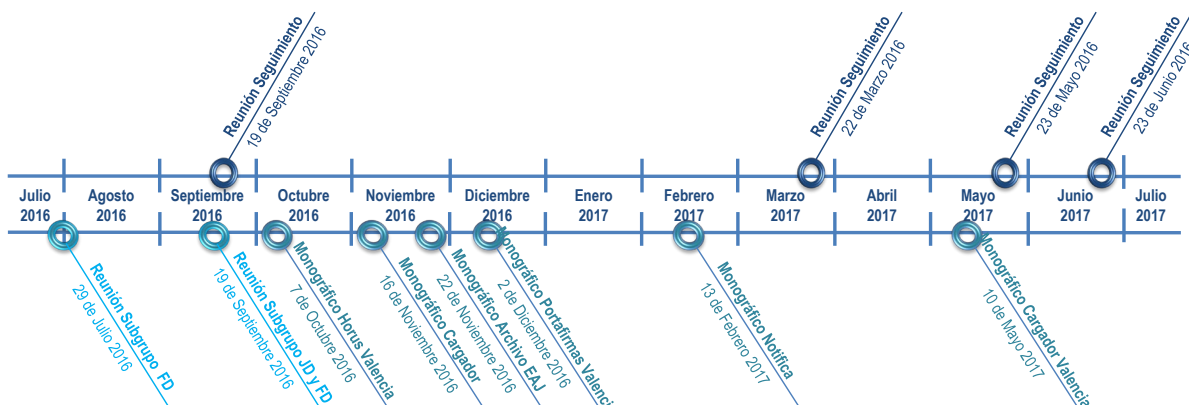 Reunión Seguimiento
19 de Septiembre 2016
Reunión Seguimiento
22 de Marzo 2016
Reunión Seguimiento
23 de Mayo 2016
Reunión Seguimiento
23 de Junio 2016
Julio
2016
Agosto
2016
Septiembre
2016
Octubre
2016
Noviembre
2016
Diciembre
2016
Enero
2017
Febrero
2017
Marzo
2017
Abril
2017
Mayo
2017
Junio
2017
Julio
2017
Reunión Subgrupo FD
29 de Julio 2016
Reunión Subgrupo JD y FD
19 de Septiembre 2016
Monográfico Horus Valencia
7 de Octubre 2016
Monográfico Cargador
16 de Noviembre 2016
Monográfico Archivo EAJ
22 de Noviembre 2016
Monográfico Portafirmas Valencia
2 de Diciembre 2016
Monográfico Notifica
13 de Febrero 2017
Monográfico Cargador Valencia
10 de Mayo 2017